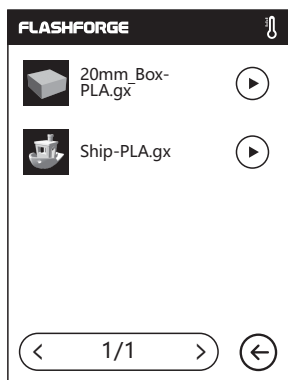 FLASHFORGE
20mm_Box-
PLA.gx
Ship-PLA.gx
1/1